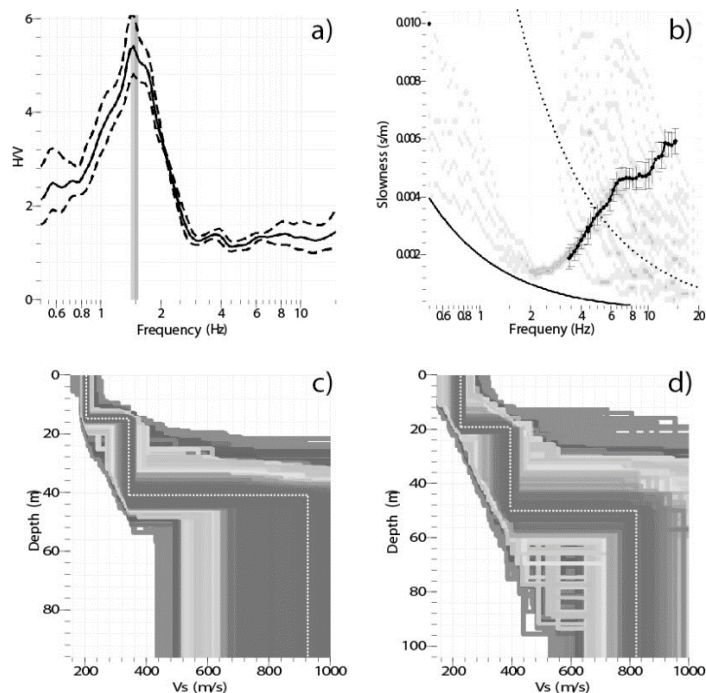 a)
6
4
2
0
H/V
0.6 0.8 1 2 4 6 8 10
Frequency (Hz)
b)
0.010
0.008
0.006
0.004
0.002
Slowness (s/m)
0.6 0.8 1 2 4 6 8 10 20
Frequeny (Hz)
c)
0
20
40
60
80
Depth (m)
200 400 600 800 1000
Vs (m/s)
d)
0
20
40
60
80
100
Depth (m)
200 400 600 800 1000
Vs (m/s)